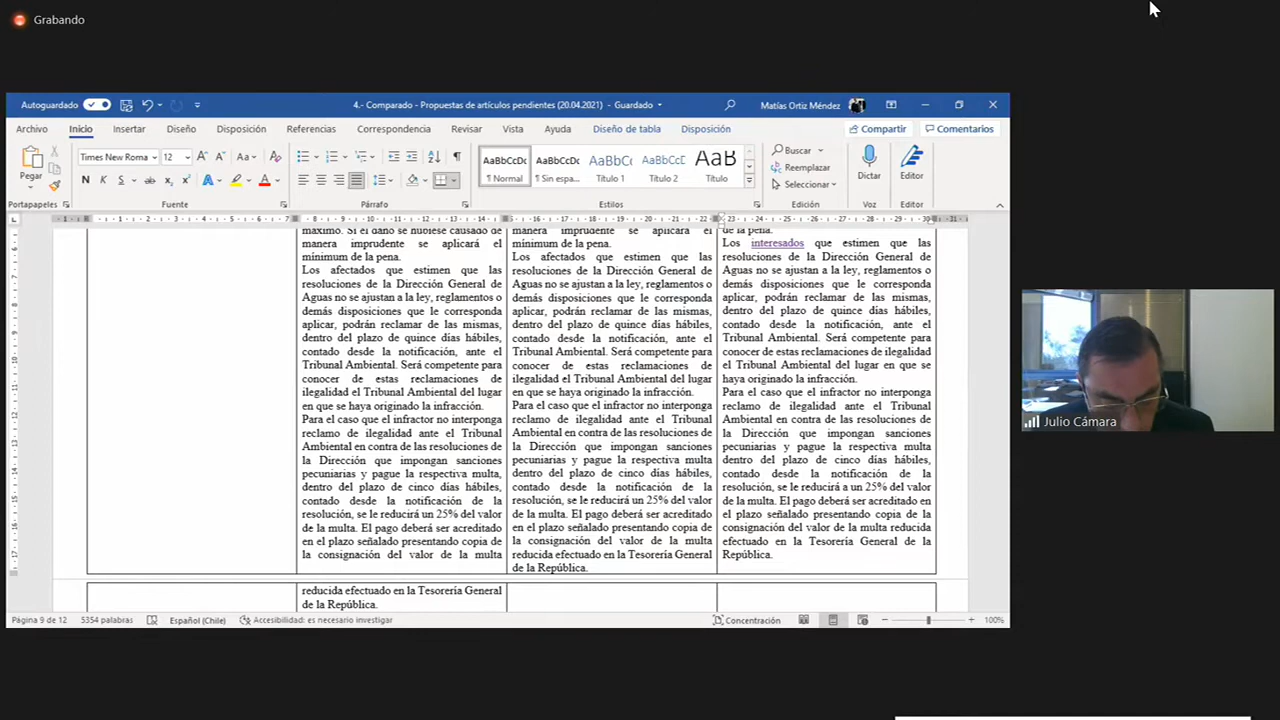 Grabando
Autoguardado
4.- Comparado - Propuestas de artículos pendientes (20.04.2021) - Guardado
Matías Ortiz Méndez
Archivo Inicio Insertar Diseño Disposición Referencias Correspondencia Revisar Vista Ayuda Diseño de tabla Disposición Compartir Comentarios
Pegar
Times New Roma 12
N K S
AaBbCcDc AaBbCcDc AaBbCc AaBbCcE AaB
¶ Normal ¶ Sin espa... Título 1 Título 2 Título
Buscar
Reemplazar
Seleccionar
Dictar
Editor
Portapapeles Fuente Párrafo Estilos Edición Voz Editor
máximo. Si el daño se hubiese causado de
manera imprudente se aplicará el
mínimum de la pena.
Los afectados que estimen que las
resoluciones de la Dirección General de
Aguas no se ajustan a la ley, reglamentos o
demás disposiciones que le corresponda
aplicar, podrán reclamar de las mismas,
dentro del plazo de quince días hábiles,
contado desde la notificación, ante el
Tribunal Ambiental. Será competente para
conocer de estas reclamaciones de
ilegalidad el Tribunal Ambiental del lugar
en que se haya originado la infracción.
Para el caso que el infractor no interponga
reclamo de ilegalidad ante el Tribunal
Ambiental en contra de las resoluciones de
la Dirección que impongan sanciones
pecuniarias y pague la respectiva multa,
dentro del plazo de cinco días hábiles,
contado desde la notificación de la
resolución, se le reducirá un 25% del valor
de la multa. El pago deberá ser acreditado
en el plazo señalado presentando copia de
la consignación del valor de la multa
reducida efectuado en la Tesorería General
de la República.
manera imprudente se aplicará el
mínimum de la pena.
Los afectados que estimen que las
resoluciones de la Dirección General de
Aguas no se ajustan a la ley, reglamentos o
demás disposiciones que le corresponda
aplicar, podrán reclamar de las mismas,
dentro del plazo de quince días hábiles,
contado desde la notificación, ante el
Tribunal Ambiental. Será competente para
conocer de estas reclamaciones de
ilegalidad el Tribunal Ambiental del lugar
en que se haya originado la infracción.
Para el caso que el infractor no interponga
reclamo de ilegalidad ante el Tribunal
Ambiental en contra de las resoluciones de
la Dirección que impongan sanciones
pecuniarias y pague la respectiva multa
dentro del plazo de cinco días hábiles,
contado desde la notificación de la
resolución, se le reducirá un 25% del valor
de la multa. El pago deberá ser acreditado
en el plazo señalado presentando copia de
la consignación del valor de la multa
reducida efectuado en la Tesorería General
de la República.
de la pena.
Los interesados que estimen que las
resoluciones de la Dirección General de
Aguas no se ajustan a la ley, reglamentos o
demás disposiciones que le corresponda
aplicar, podrán reclamar de las mismas,
dentro del plazo de quince días hábiles,
contado desde la notificación, ante el
Tribunal Ambiental. Será competente para
conocer de estas reclamaciones de ilegalidad
el Tribunal Ambiental del lugar en que se
haya originado la infracción.
Para el caso que el infractor no interponga
reclamo de ilegalidad ante el Tribunal
Ambiental en contra de las resoluciones de
la Dirección que impongan sanciones
pecuniarias y pague la respectiva multa
dentro del plazo de cinco días hábiles,
contado desde la notificación de la
resolución, se le reducirá a un 25% del valor
de la multa. El pago deberá ser acreditado en
el plazo señalado presentando copia de la
consignación del valor de la multa reducida
efectuado en la Tesorería General de la
República.
Página 9 de 12 5354 palabras Español (Chile) Accesibilidad: es necesario investigar Concentración 100%
Julio Cámara